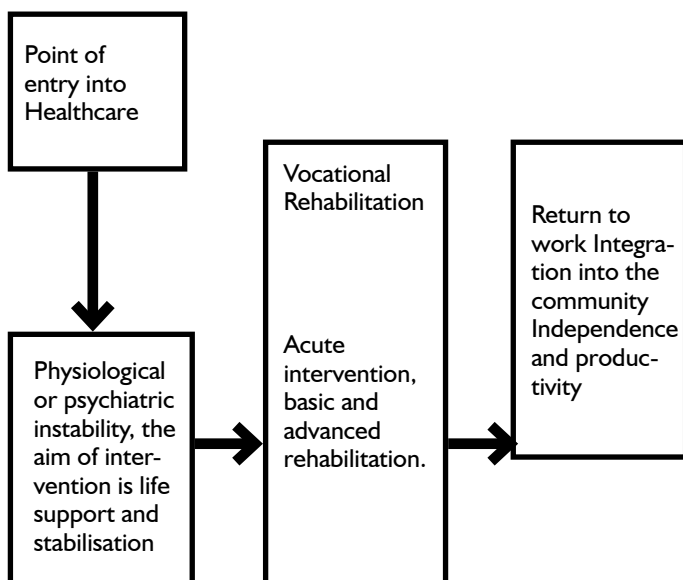 Point of
entry into
Healthcare
Physiological
or psychiatric
instability, the
aim of inter-
vention is life
support and
stabilisation
Vocational
Rehabilitation
Acute
intervention,
basic and
advanced
rehabilitation.
Return to
work Integra-
tion into the
community
Independence
and produc-
tivity